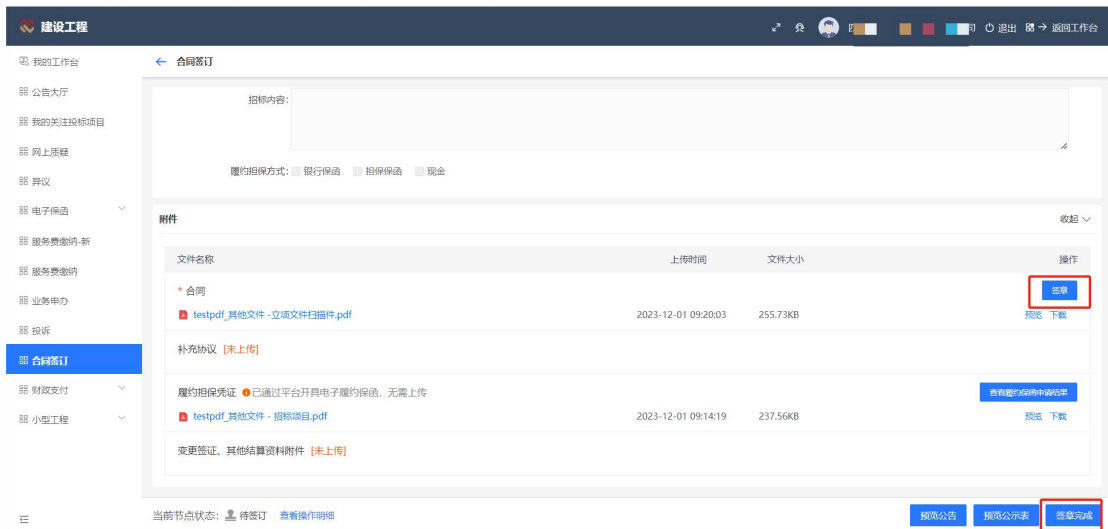 建设工程
司 退出 返回工作台
我的工作台
公告大厅
我的关注投标项目
网上质疑
异议
电子保函
服务费缴纳-新
服务费缴纳
业务申办
投诉
合同签订
财政支付
小型工程
← 合同签订
招标内容:
履约担保方式: 银行保函 担保保函 现金
附件 收起
文件名称 上传时间 文件大小 操作
* 合同 签章
testpdf_其他文件 -立项文件扫描件.pdf 2023-12-01 09:20:03 255.73KB 预览 下载
补充协议 [未上传]
履约担保凭证 已通过平台开具电子履约保函，无需上传 查看履约保函申请结果
testpdf_其他文件 - 招标项目.pdf 2023-12-01 09:14:19 237.56KB 预览 下载
变更签证、其他结算资料附件 [未上传]
当前节点状态: 待签订 查看操作明细 预览公告 预览公示表 签章完成